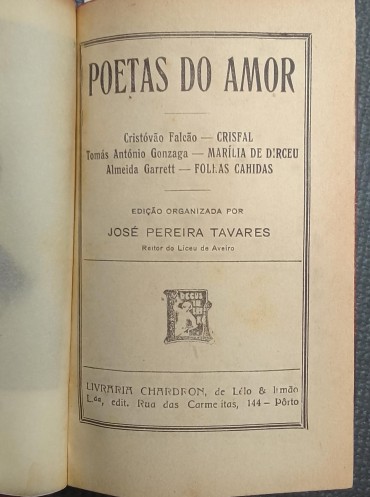 POETAS DO AMOR
Cristóvão Falcão — CRISFAL
Tomás António Gonzaga — MARÍLIA DE DIRCEU
Almeida Garrett — FOLHAS CAHIDAS
EDIÇÃO ORGANIZADA POR
JOSÉ PEREIRA TAVARES
Reitor do Liceu de Aveiro
LIVRARIA CHARDRON, de Lélo & Irmão
L.da, edit. Rua das Carmelitas, 144 — Pôrto